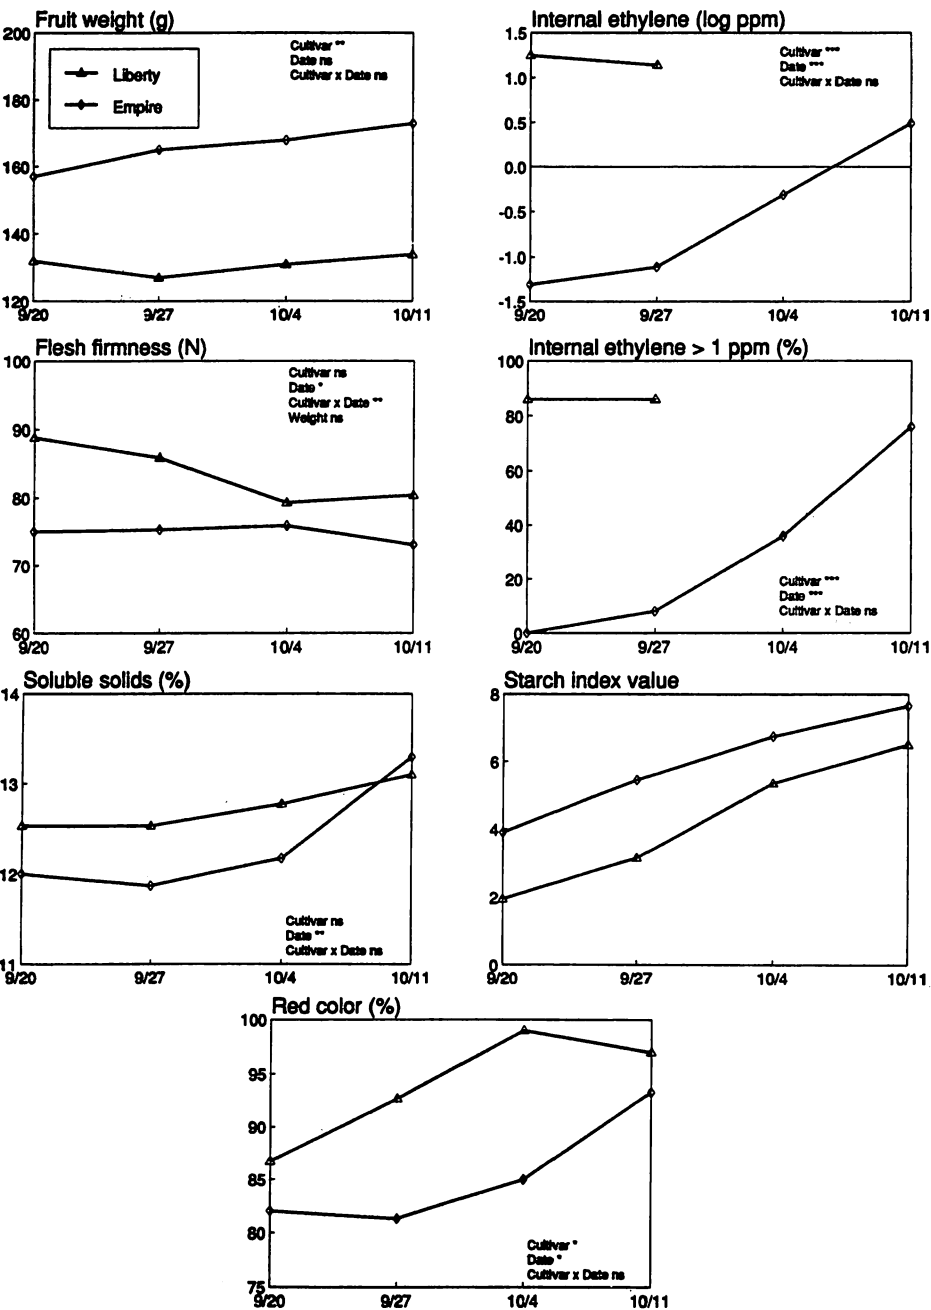 Fruit weight (g)
200
180
160
140
120
Liberty
Empire
Cultivar **
Date ns
Cultivar x Date ns
9/20 9/27 10/4 10/11
Internal ethylene (log ppm)
1.5
1.0
0.5
0.0
-0.5
-1.0
-1.5
Cultivar ***
Date ***
Cultivar x Date ns
9/20 9/27 10/4 10/11
Flesh firmness (N)
100
90
80
70
60
Cultivar ns
Date *
Cultivar x Date **
Weight ns
9/20 9/27 10/4 10/11
Internal ethylene > 1 ppm (%)
100
80
60
40
20
0
Cultivar ***
Date ***
Cultivar x Date ns
9/20 9/27 10/4 10/11
Soluble solids (%)
14
13
12
11
Cultivar ns
Date **
Cultivar x Date ns
9/20 9/27 10/4 10/11
Starch index value
8
6
4
2
0
9/20 9/27 10/4 10/11
Red color (%)
100
95
90
85
80
75
Cultivar *
Date *
Cultivar x Date ns
9/20 9/27 10/4 10/11